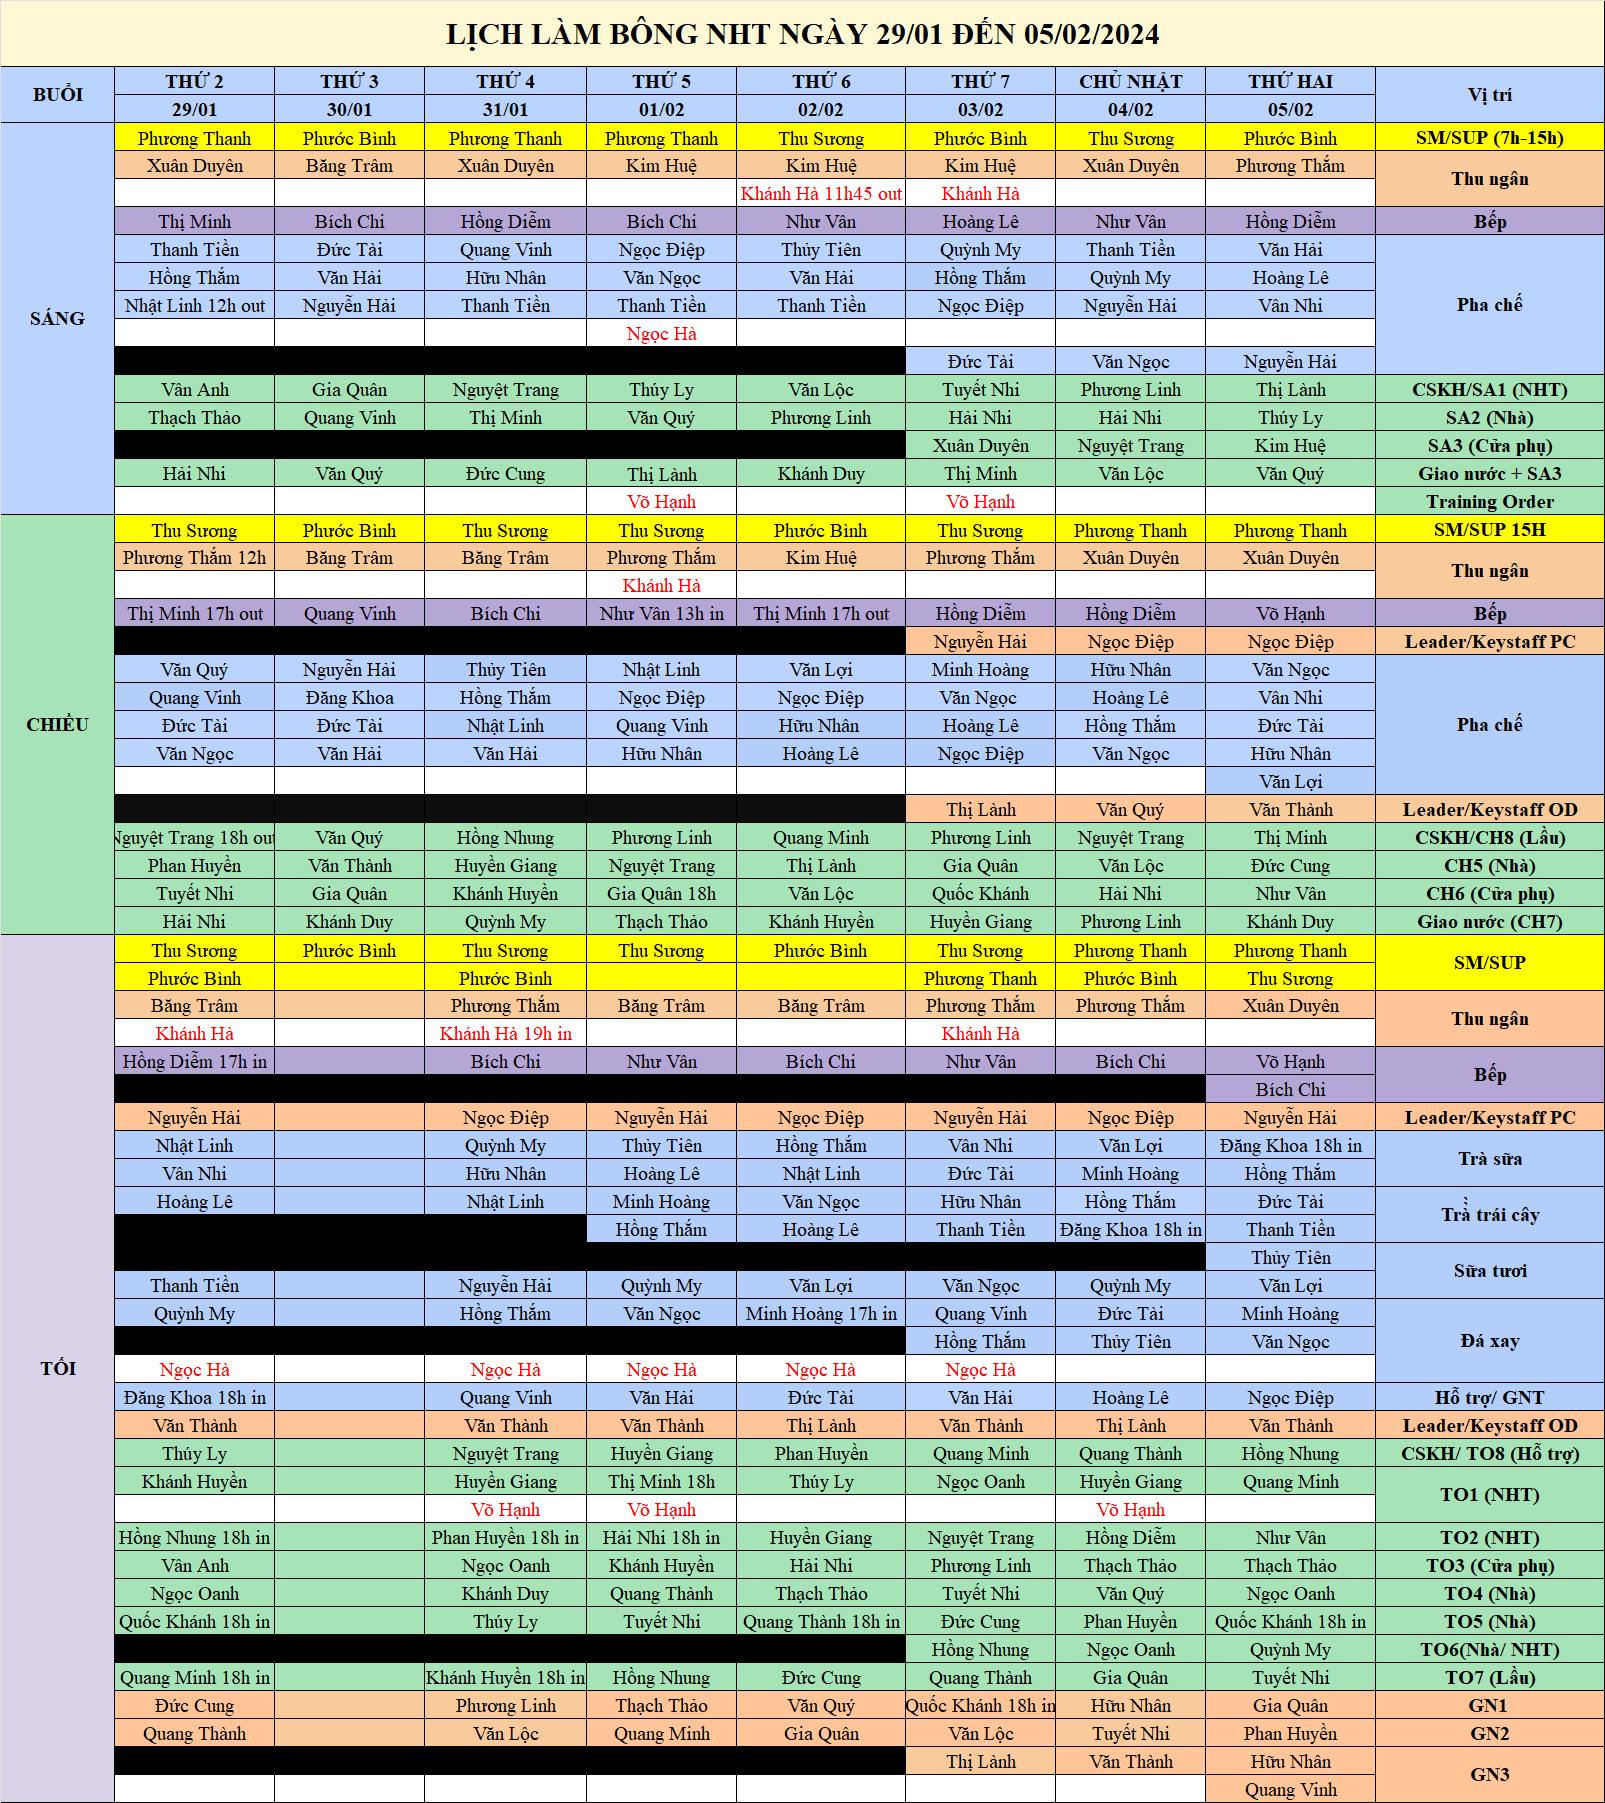 LỊCH LÀM BÔNG NHT NGÀY 29/01 ĐẾN 05/02/2024
BUỔI THỨ 2 THỨ 3 THỨ 4 THỨ 5 THỨ 6 THỨ 7 CHỦ NHẬT THỨ HAI Vị trí
29/01 30/01 31/01 01/02 02/02 03/02 04/02 05/02
SÁNG
Phương Thanh Phước Bình Phương Thanh Phương Thanh Thu Sương Phước Bình Thu Sương Phước Bình SM/SUP (7h-15h)
Xuân Duyên Băng Trâm Xuân Duyên Kim Huệ Kim Huệ Kim Huệ Xuân Duyên Phương Thắm Thu ngân
Khánh Hà 11h45 out Khánh Hà
Thị Minh Bích Chi Hồng Diễm Bích Chi Như Vân Hoàng Lê Như Vân Hồng Diễm Bếp
Thanh Tiền Đức Tài Quang Vinh Ngọc Điệp Thủy Tiên Quỳnh My Thanh Tiền Văn Hải Pha chế
Hồng Thắm Văn Hải Hữu Nhân Văn Ngọc Văn Hải Hồng Thắm Quỳnh My Hoàng Lê
Nhật Linh 12h out Nguyễn Hải Thanh Tiền Thanh Tiền Thanh Tiền Ngọc Điệp Nguyễn Hải Vân Nhi
Ngọc Hà
Đức Tài Văn Ngọc Nguyễn Hải
Vân Anh Gia Quân Nguyệt Trang Thúy Ly Văn Lộc Tuyết Nhi Phương Linh Thị Lành CSKH/SA1 (NHT)
Thạch Thảo Quang Vinh Thị Minh Văn Quý Phương Linh Hải Nhi Hải Nhi Thúy Ly SA2 (Nhà)
Xuân Duyên Nguyệt Trang Kim Huệ SA3 (Cửa phụ)
Hải Nhi Văn Quý Đức Cung Thị Lành Khánh Duy Thị Minh Văn Lộc Văn Quý Giao nước + SA3
Võ Hạnh Võ Hạnh Training Order
CHIỀU
Thu Sương Phước Bình Thu Sương Thu Sương Phước Bình Thu Sương Phương Thanh Phương Thanh SM/SUP 15H
Phương Thắm 12h Băng Trâm Băng Trâm Phương Thắm Kim Huệ Phương Thắm Xuân Duyên Xuân Duyên Thu ngân
Khánh Hà
Thị Minh 17h out Quang Vinh Bích Chi Như Vân 13h in Thị Minh 17h out Hồng Diễm Hồng Diễm Võ Hạnh Bếp
Nguyễn Hải Ngọc Điệp Ngọc Điệp Leader/Keystaff PC
Văn Quý Nguyễn Hải Thủy Tiên Nhật Linh Văn Lợi Minh Hoàng Hữu Nhân Văn Ngọc Pha chế
Quang Vinh Đăng Khoa Hồng Thắm Ngọc Điệp Ngọc Điệp Văn Ngọc Hoàng Lê Vân Nhi
Đức Tài Đức Tài Nhật Linh Quang Vinh Hữu Nhân Hoàng Lê Hồng Thắm Đức Tài
Văn Ngọc Văn Hải Văn Hải Hữu Nhân Hoàng Lê Ngọc Điệp Văn Ngọc Hữu Nhân
Văn Lợi
Thị Lành Văn Quý Văn Thành Leader/Keystaff OD
Nguyệt Trang 18h out Văn Quý Hồng Nhung Phương Linh Quang Minh Phương Linh Nguyệt Trang Thị Minh CSKH/CH8 (Lầu)
Phan Huyền Văn Thành Huyền Giang Nguyệt Trang Thị Lành Gia Quân Văn Lộc Đức Cung CH5 (Nhà)
Tuyết Nhi Gia Quân Khánh Huyền Gia Quân 18h Văn Lộc Quốc Khánh Hải Nhi Như Vân CH6 (Cửa phụ)
Hải Nhi Khánh Duy Quỳnh My Thạch Thảo Khánh Huyền Huyền Giang Phương Linh Khánh Duy Giao nước (CH7)
TỐI
Thu Sương Phước Bình Thu Sương Thu Sương Phước Bình Thu Sương Phương Thanh Phương Thanh SM/SUP
Phước Bình Phước Bình Phương Thanh Phước Bình Thu Sương
Băng Trâm Phương Thắm Băng Trâm Băng Trâm Phương Thắm Phương Thắm Xuân Duyên Thu ngân
Khánh Hà Khánh Hà 19h in Khánh Hà
Hồng Diễm 17h in Bích Chi Như Vân Bích Chi Như Vân Bích Chi Võ Hạnh Bếp
Bích Chi
Nguyễn Hải Ngọc Điệp Nguyễn Hải Ngọc Điệp Nguyễn Hải Ngọc Điệp Nguyễn Hải Leader/Keystaff PC
Nhật Linh Quỳnh My Thủy Tiên Hồng Thắm Vân Nhi Văn Lợi Đăng Khoa 18h in Trà sữa
Vân Nhi Hữu Nhân Hoàng Lê Nhật Linh Đức Tài Minh Hoàng Hồng Thắm
Hoàng Lê Nhật Linh Minh Hoàng Văn Ngọc Hữu Nhân Hồng Thắm Đức Tài Trà̀ trái cây
Hồng Thắm Hoàng Lê Thanh Tiền Đăng Khoa 18h in Thanh Tiền
Thủy Tiên Sữa tươi
Thanh Tiền Nguyễn Hải Quỳnh My Văn Lợi Văn Ngọc Quỳnh My Văn Lợi
Quỳnh My Hồng Thắm Văn Ngọc Minh Hoàng 17h in Quang Vinh Đức Tài Minh Hoàng Đá xay
Hồng Thắm Thủy Tiên Văn Ngọc
Ngọc Hà Ngọc Hà Ngọc Hà Ngọc Hà Ngọc Hà
Đăng Khoa 18h in Quang Vinh Văn Hải Đức Tài Văn Hải Hoàng Lê Ngọc Điệp Hỗ trợ/ GNT
Văn Thành Văn Thành Văn Thành Thị Lành Văn Thành Thị Lành Văn Thành Leader/Keystaff OD
Thúy Ly Nguyệt Trang Huyền Giang Phan Huyền Quang Minh Quang Thành Hồng Nhung CSKH/ TO8 (Hỗ trợ)
Khánh Huyền Huyền Giang Thị Minh 18h Thúy Ly Ngọc Oanh Huyền Giang Quang Minh TO1 (NHT)
Võ Hạnh Võ Hạnh Võ Hạnh
Hồng Nhung 18h in Phan Huyền 18h in Hải Nhi 18h in Huyền Giang Nguyệt Trang Hồng Diễm Như Vân TO2 (NHT)
Vân Anh Ngọc Oanh Khánh Huyền Hải Nhi Phương Linh Thạch Thảo Thạch Thảo TO3 (Cửa phụ)
Ngọc Oanh Khánh Duy Quang Thành Thạch Thảo Tuyết Nhi Văn Quý Ngọc Oanh TO4 (Nhà)
Quốc Khánh 18h in Thúy Ly Tuyết Nhi Quang Thành 18h in Đức Cung Phan Huyền Quốc Khánh 18h in TO5 (Nhà)
Hồng Nhung Ngọc Oanh Quỳnh My TO6(Nhà/ NHT)
Quang Minh 18h in Khánh Huyền 18h in Hồng Nhung Đức Cung Quang Thành Gia Quân Tuyết Nhi TO7 (Lầu)
Đức Cung Phương Linh Thạch Thảo Văn Quý Quốc Khánh 18h in Hữu Nhân Gia Quân GN1
Quang Thành Văn Lộc Quang Minh Gia Quân Văn Lộc Tuyết Nhi Phan Huyền GN2
Thị Lành Văn Thành Hữu Nhân GN3
Quang Vinh